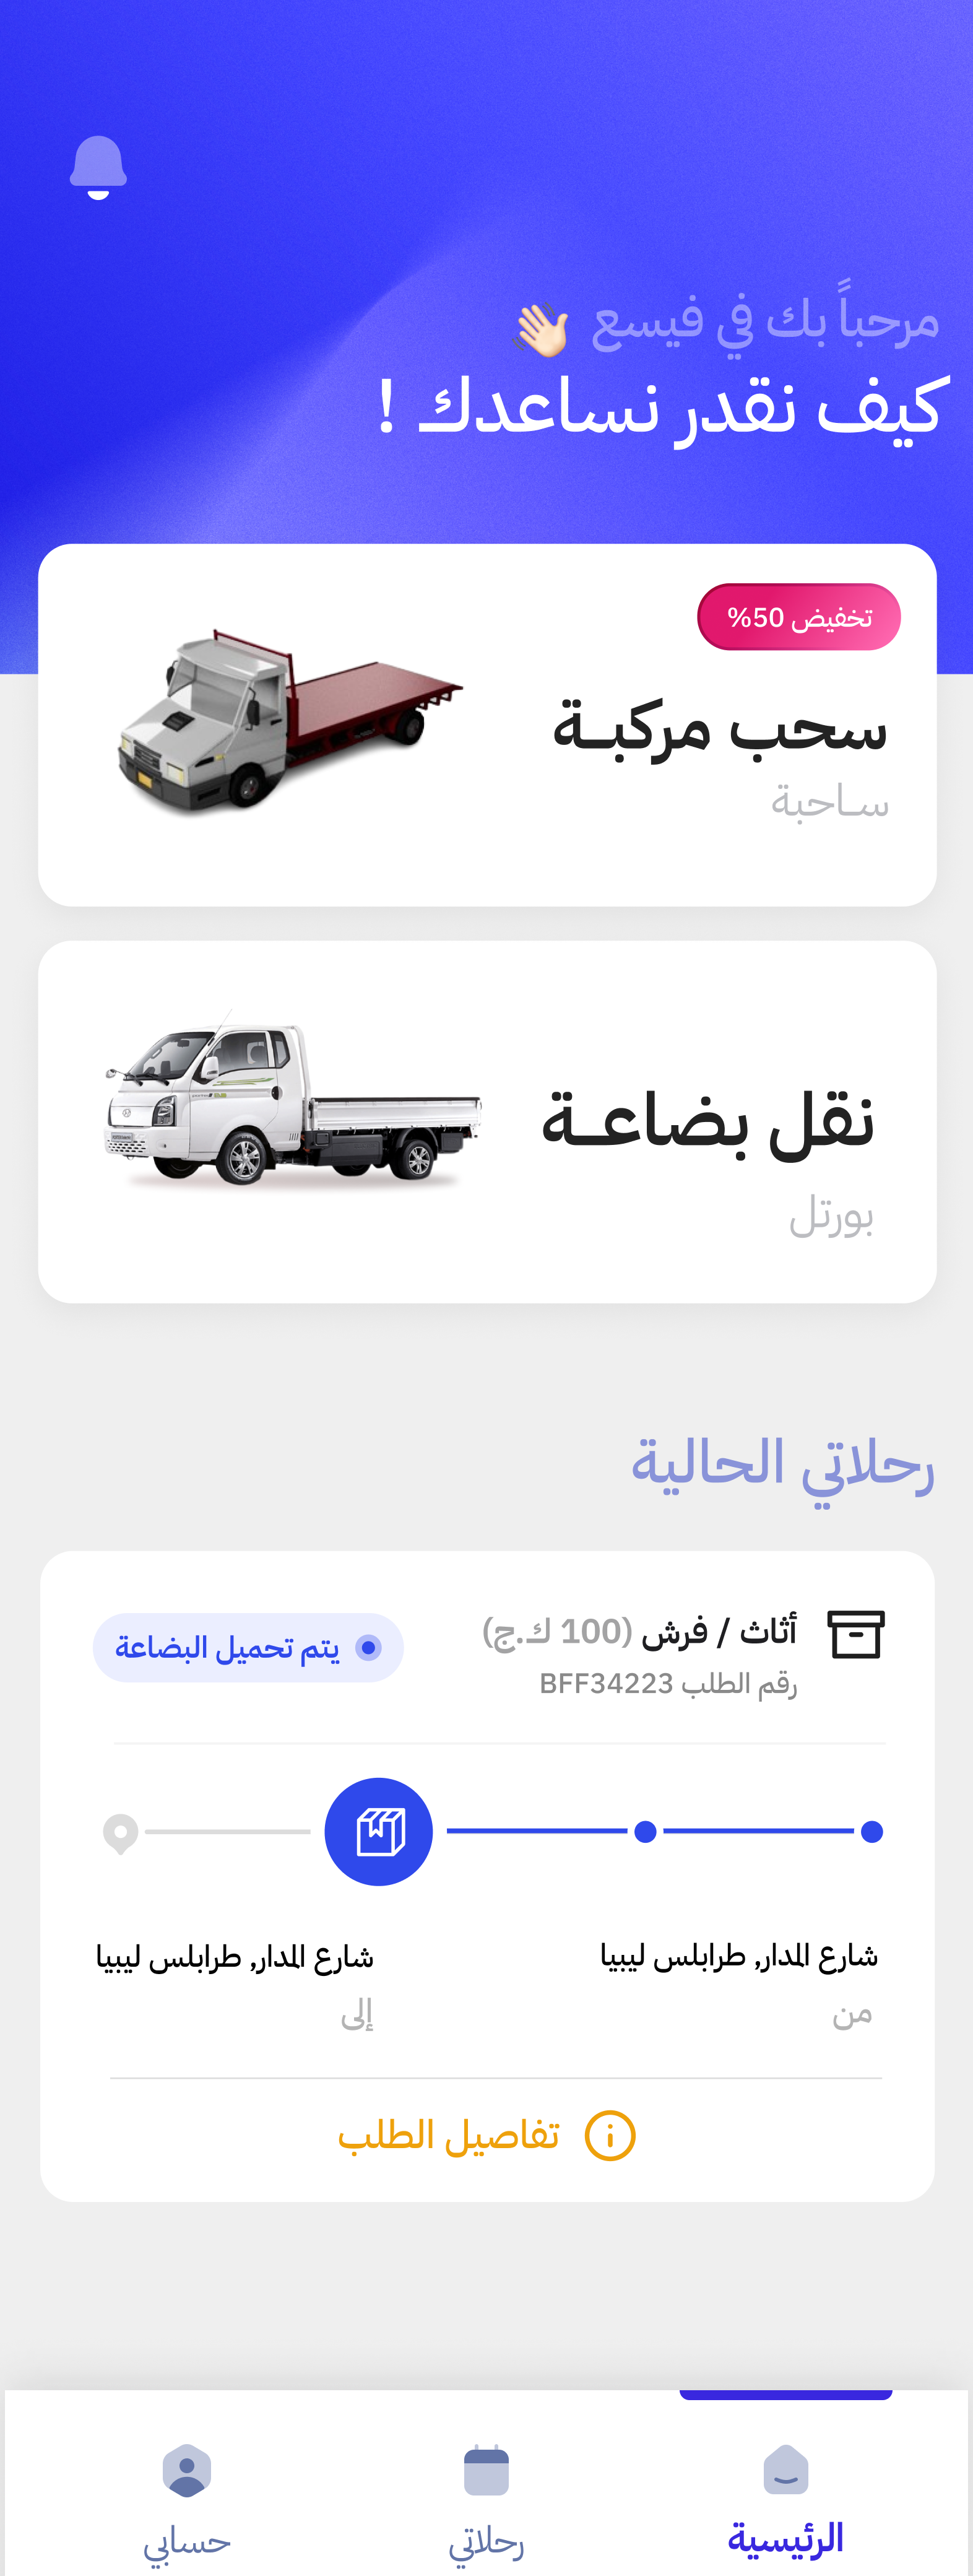 مرحباً بك في فيسع 👋🏻
كيف نقدر نساعدك !
تخفيض 50%
سحب مركبـة
سـاحبة
نقل بضاعـة
بورتل
رحلاتي الحالية
أثاث / فرش (100 ك.ج)
رقم الطلب BFF34223
يتم تحميل البضاعة
شارع المدار, طرابلس ليبيا
من
شارع المدار, طرابلس ليبيا
إلى
تفاصيل الطلب
الرئيسية
رحلاتي
حسابي